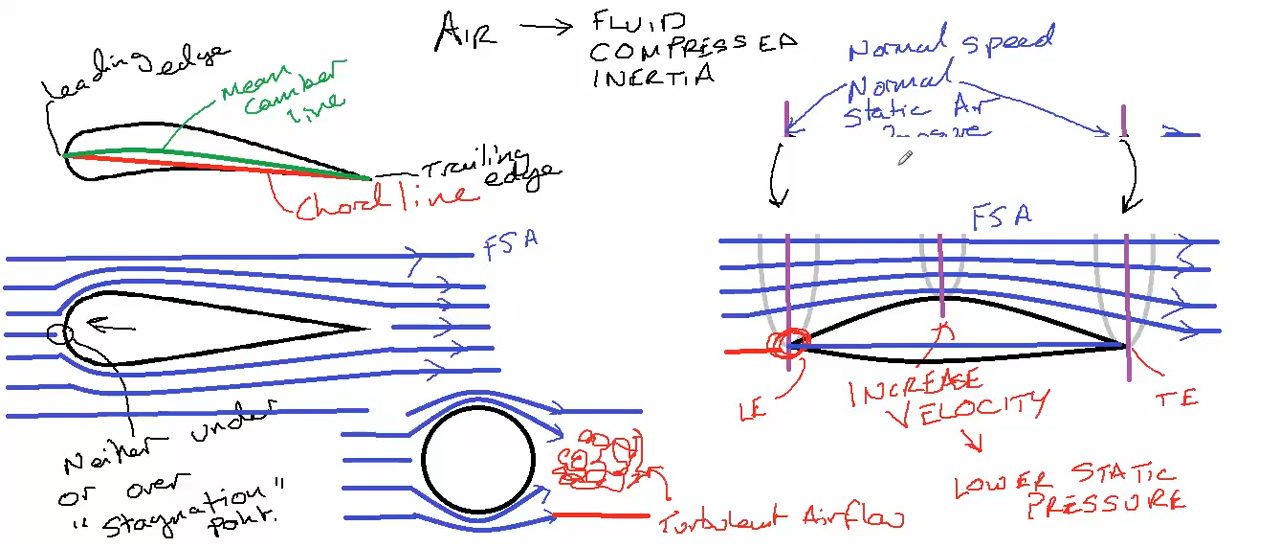 AIR
FLUID
COMPRESSED
INERTIA
Leading edge
Mean
camber
line
Trailing
edge
Chord line
Normal speed
Normal
Static Air
FSA
FSA
Neither under
or over
"Stagnation"
point.
Turbulent Airflow
LE
INCREASE
VELOCITY
TE
LOWER STATIC
PRESSURE